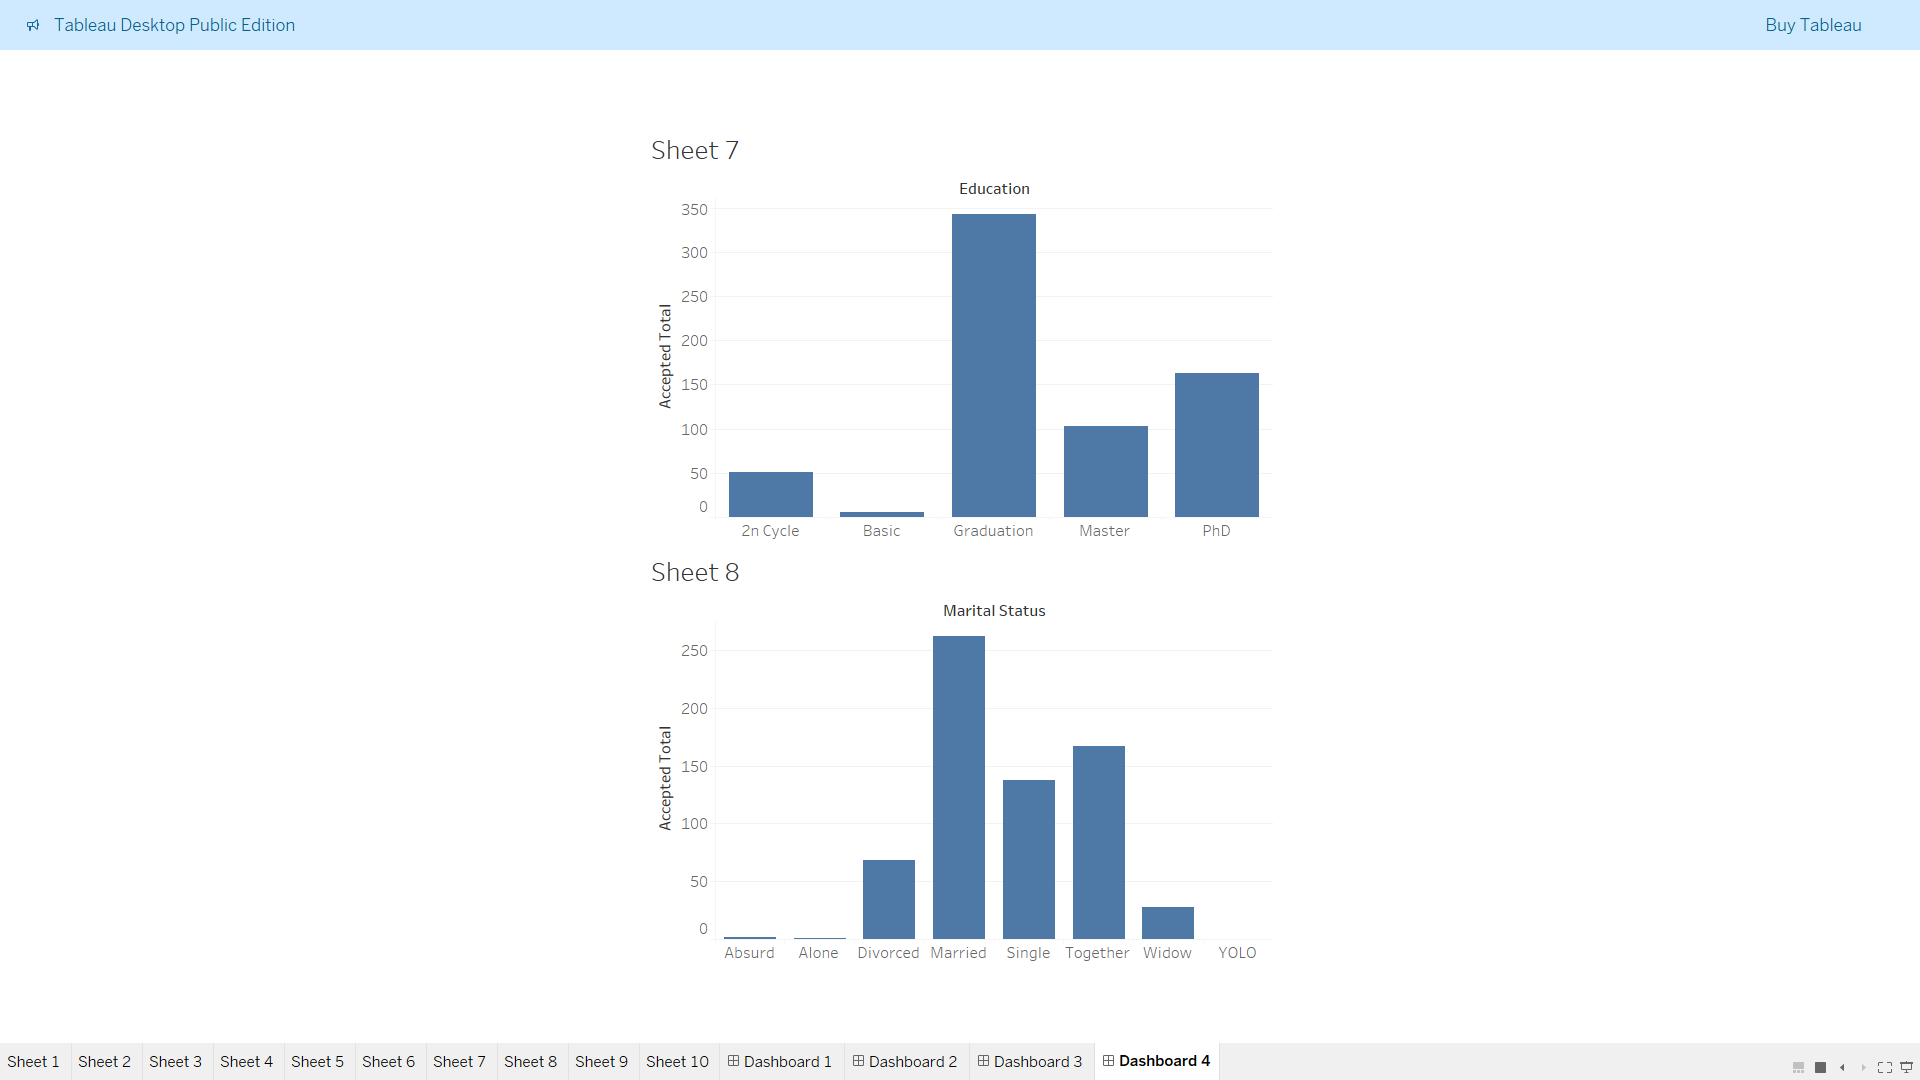 Tableau Desktop Public Edition
Buy Tableau
Sheet 7
Education
Accepted Total
350
300
250
200
150
100
50
0
2n Cycle Basic Graduation Master PhD
Sheet 8
Marital Status
Accepted Total
250
200
150
100
50
0
Absurd Alone Divorced Married Single Together Widow YOLO
Sheet 1 Sheet 2 Sheet 3 Sheet 4 Sheet 5 Sheet 6 Sheet 7 Sheet 8 Sheet 9 Sheet 10 Dashboard 1 Dashboard 2 Dashboard 3 Dashboard 4